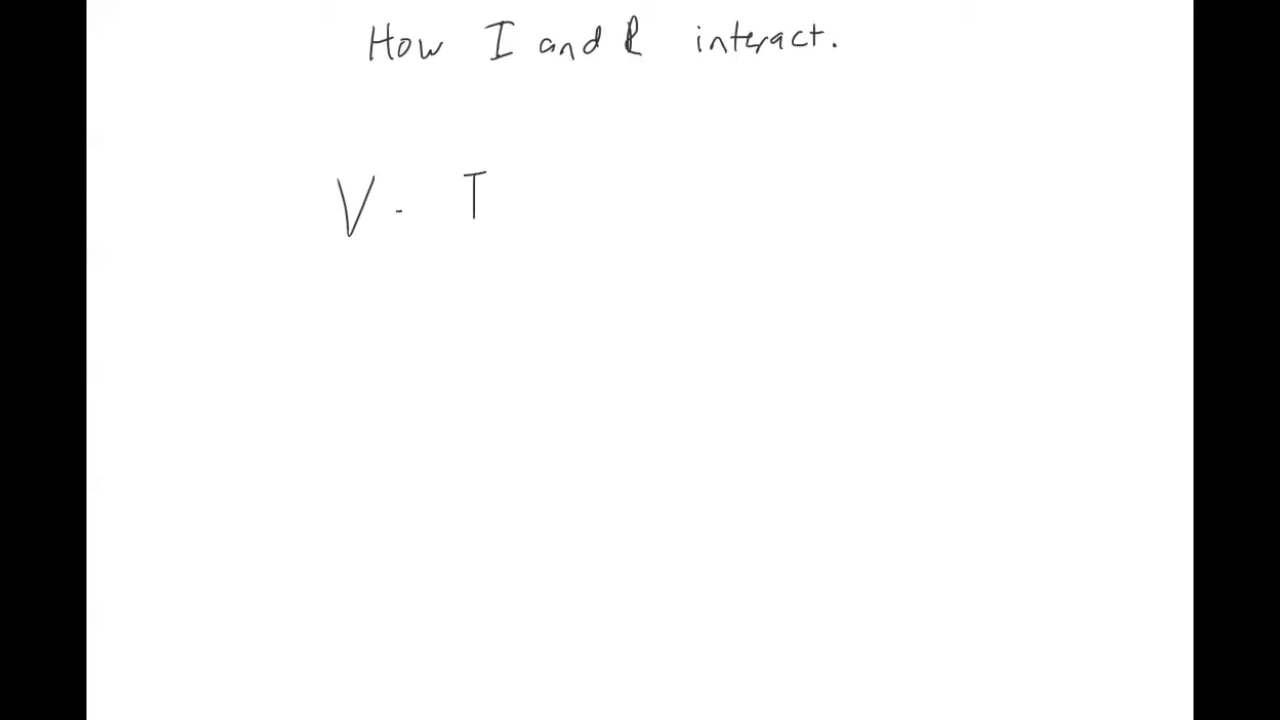 How I and R interact.
V - T